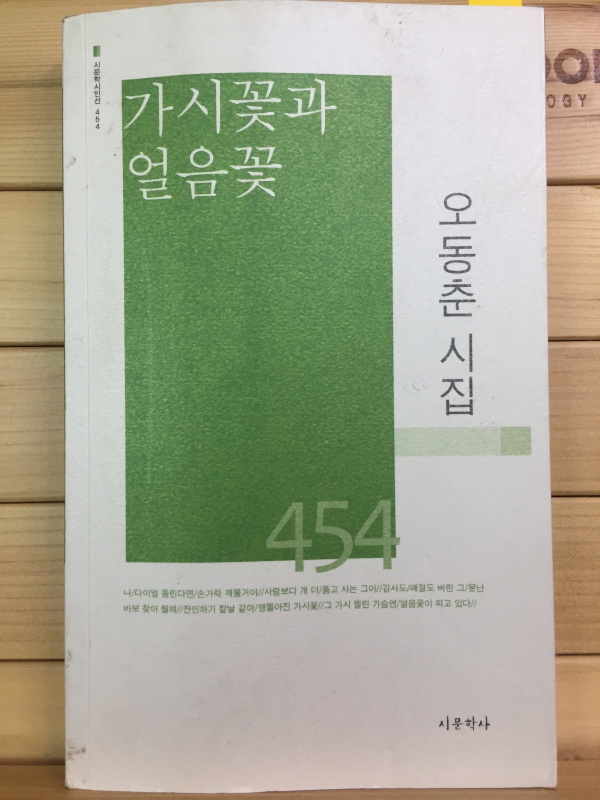 시문학시인선 454
가시꽃과
얼음꽃
오동춘 시집
454
나/다이얼 돌린다면/손가락 깨물거야//사람보다 개 더/품고 사는 그이//감사도/예절도 버린 그/못난
바보 찾아 뭘해//잔인하기 칼날 같아/앵돌아진 가시꽃//그 가시 찔린 가슴엔/얼음꽃이 피고 있다//
시문학사
OGY